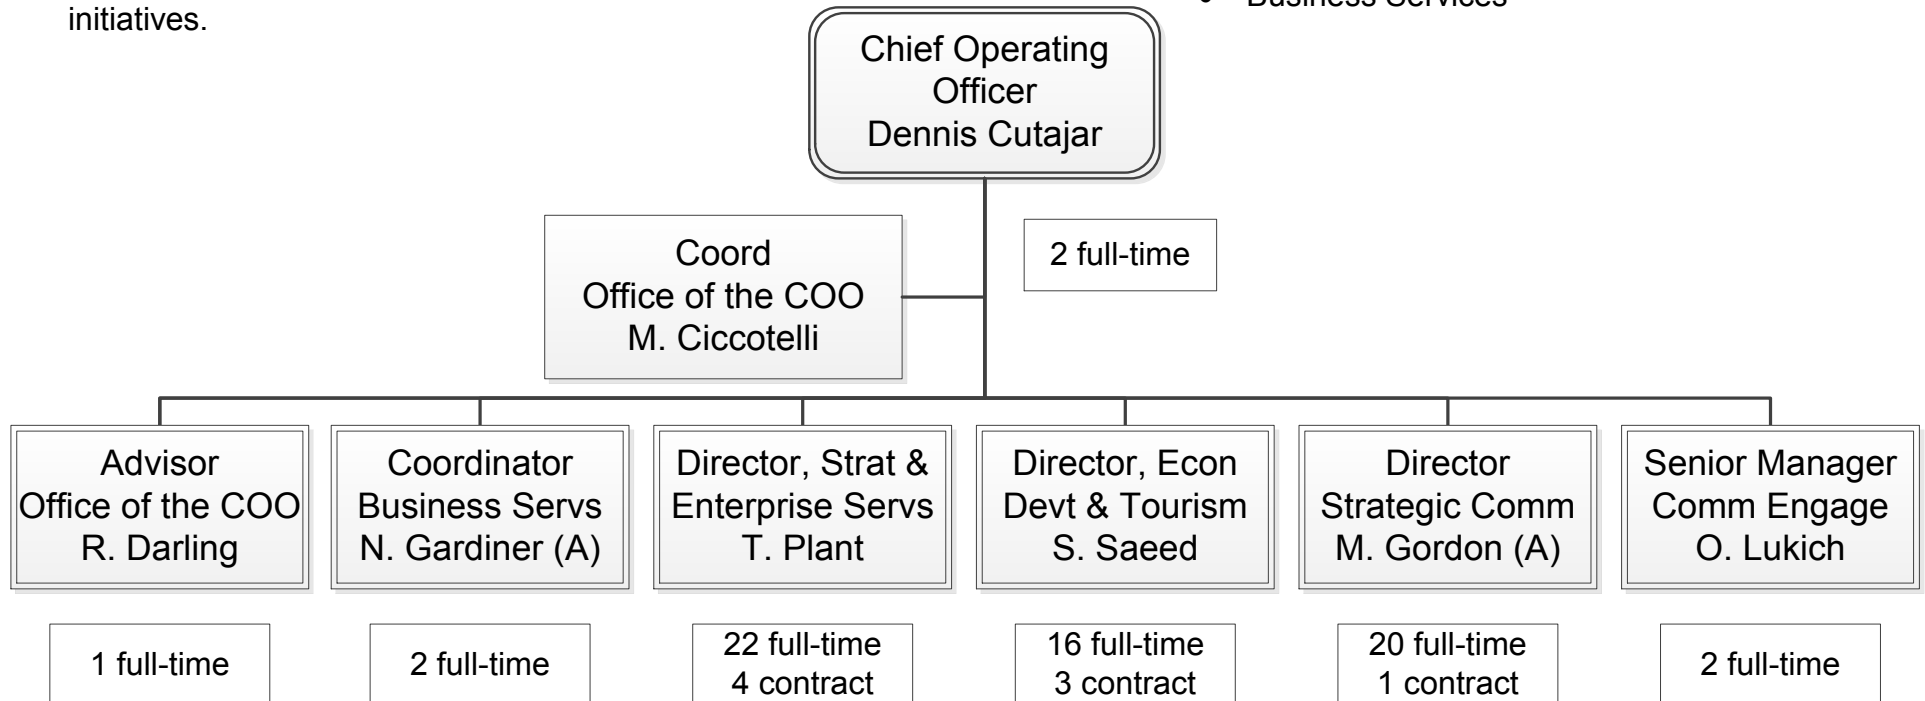 initiatives.
Business Services
Chief Operating
Officer
Dennis Cutajar
Coord
Office of the COO
M. Ciccotelli
2 full-time
Advisor
Office of the COO
R. Darling
Coordinator
Business Servs
N. Gardiner (A)
Director, Strat &
Enterprise Servs
T. Plant
Director, Econ
Devt & Tourism
S. Saeed
Director
Strategic Comm
M. Gordon (A)
Senior Manager
Comm Engage
O. Lukich
1 full-time
2 full-time
22 full-time
4 contract
16 full-time
3 contract
20 full-time
1 contract
2 full-time